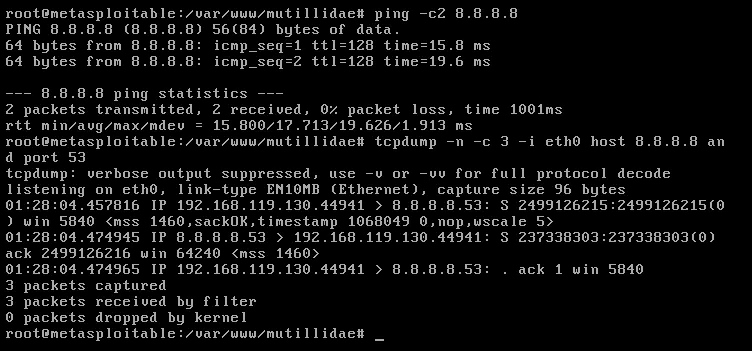 root@metasploitable:/var/www/mutillidae# ping -c2 8.8.8.8
PING 8.8.8.8 (8.8.8.8) 56(84) bytes of data.
64 bytes from 8.8.8.8: icmp_seq=1 ttl=128 time=15.8 ms
64 bytes from 8.8.8.8: icmp_seq=2 ttl=128 time=19.6 ms

--- 8.8.8.8 ping statistics ---
2 packets transmitted, 2 received, 0% packet loss, time 1001ms
rtt min/avg/max/mdev = 15.800/17.713/19.626/1.913 ms
root@metasploitable:/var/www/mutillidae# tcpdump -n -c 3 -i eth0 host 8.8.8.8 an
d port 53
tcpdump: verbose output suppressed, use -v or -vv for full protocol decode
listening on eth0, link-type EN10MB (Ethernet), capture size 96 bytes
01:28:04.457816 IP 192.168.119.130.44941 > 8.8.8.8.53: S 2499126215:2499126215(0
) win 5840 <mss 1460,sackOK,timestamp 1068049 0,nop,wscale 5>
01:28:04.474945 IP 8.8.8.8.53 > 192.168.119.130.44941: S 237338303:237338303(0)
ack 2499126216 win 64240 <mss 1460>
01:28:04.474965 IP 192.168.119.130.44941 > 8.8.8.8.53: . ack 1 win 5840
3 packets captured
3 packets received by filter
0 packets dropped by kernel
root@metasploitable:/var/www/mutillidae# _